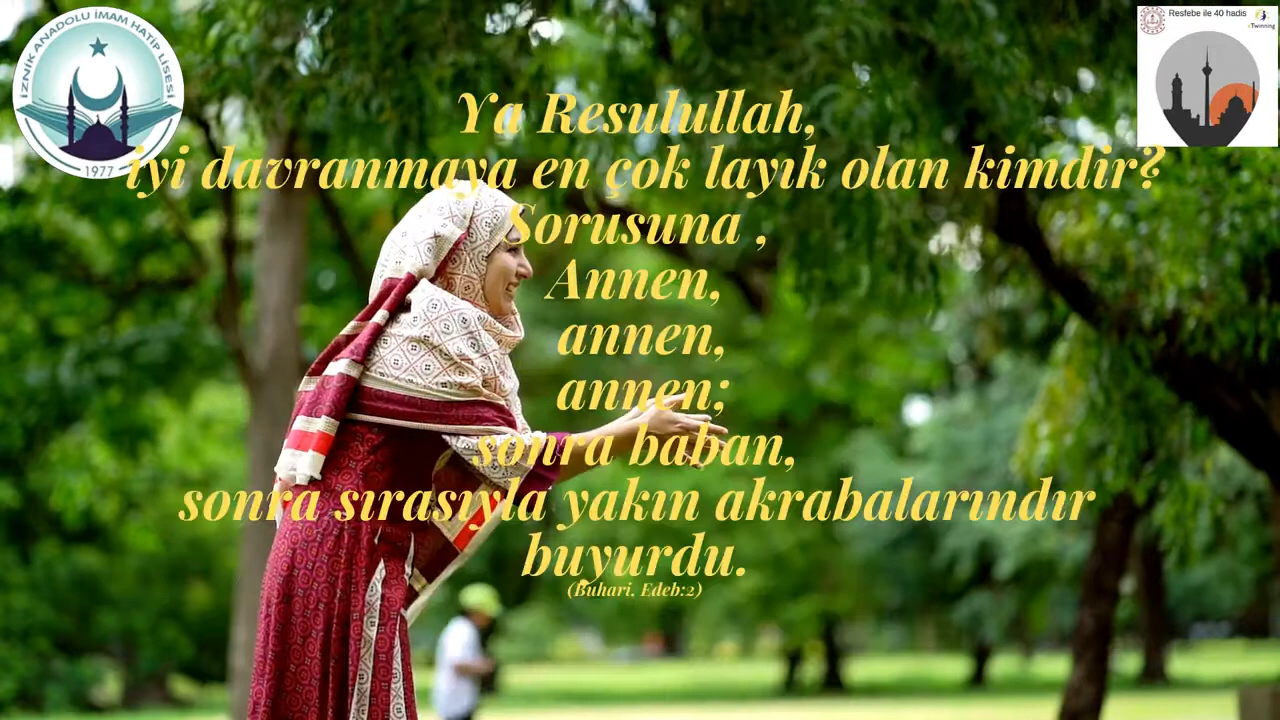 İZNİK ANADOLU İMAM HATİP LİSESİ
1977
Resfebe ile 40 hadis
Twinning
Ya Resulullah,
iyi davranmaya en çok layık olan kimdir?
Sorusuna ,
Annen,
annen,
annen;
sonra baban,
sonra sırasıyla yakın akrabalarındır
buyurdu.
(Buhari, Edeb:2)